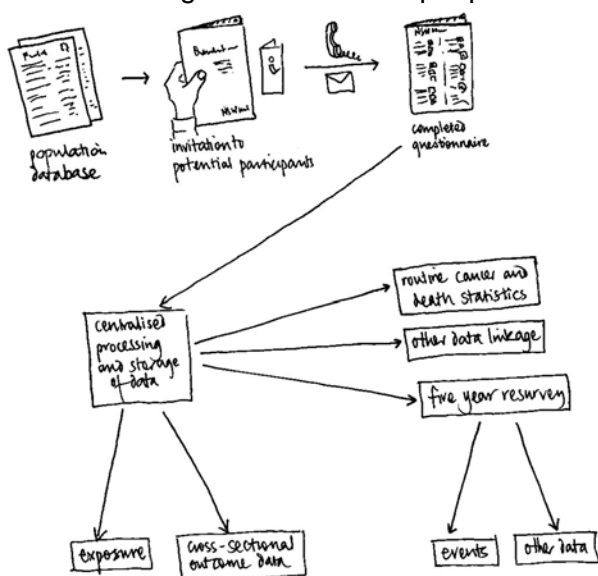 population
database
invitation to
potential participants
completed
questionnaire
centralised
processing
and storage
of data
routine cancer and
death statistics
other data linkage
five year resurvey
exposure
cross-sectional
outcome data
events
other data